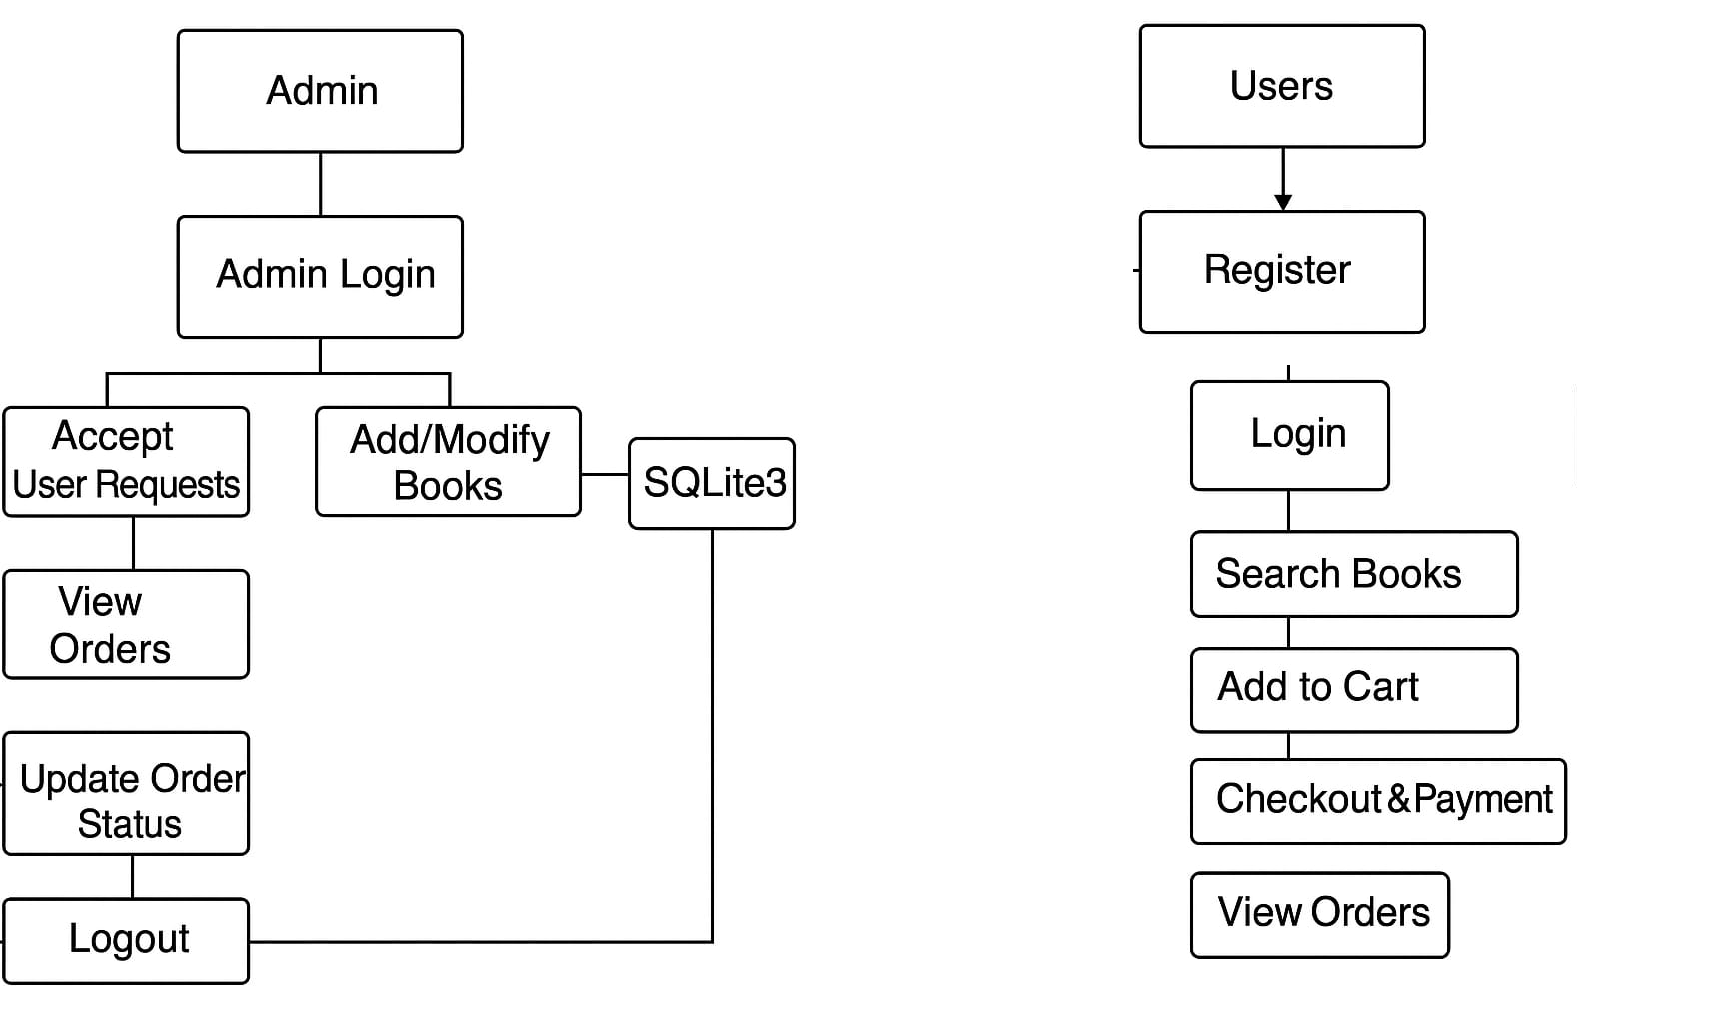 Admin
Admin Login
Accept
User Requests
Add/Modify
Books
SQLite3
View
Orders
Update Order
Status
Logout
Users
Register
Login
Search Books
Add to Cart
Checkout & Payment
View Orders